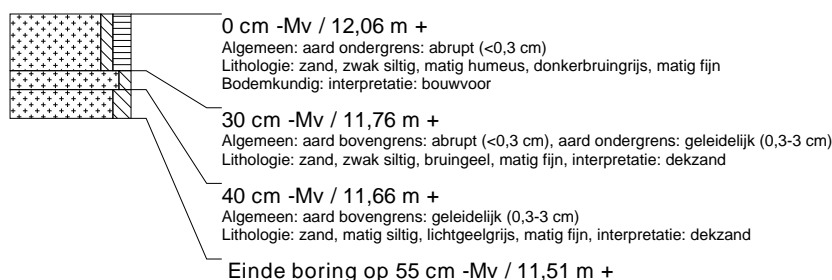 0 cm -Mv / 12,06 m +
Algemeen: aard ondergrens: abrupt (<0,3 cm)
Lithologie: zand, zwak siltig, matig humeus, donkerbruingrijs, matig fijn
Bodemkundig: interpretatie: bouwvoor
30 cm -Mv / 11,76 m +
Algemeen: aard bovengrens: abrupt (<0,3 cm), aard ondergrens: geleidelijk (0,3-3 cm)
Lithologie: zand, zwak siltig, bruingeel, matig fijn, interpretatie: dekzand
40 cm -Mv / 11,66 m +
Algemeen: aard bovengrens: geleidelijk (0,3-3 cm)
Lithologie: zand, matig siltig, lichtgeelgrijs, matig fijn, interpretatie: dekzand
Einde boring op 55 cm -Mv / 11,51 m +